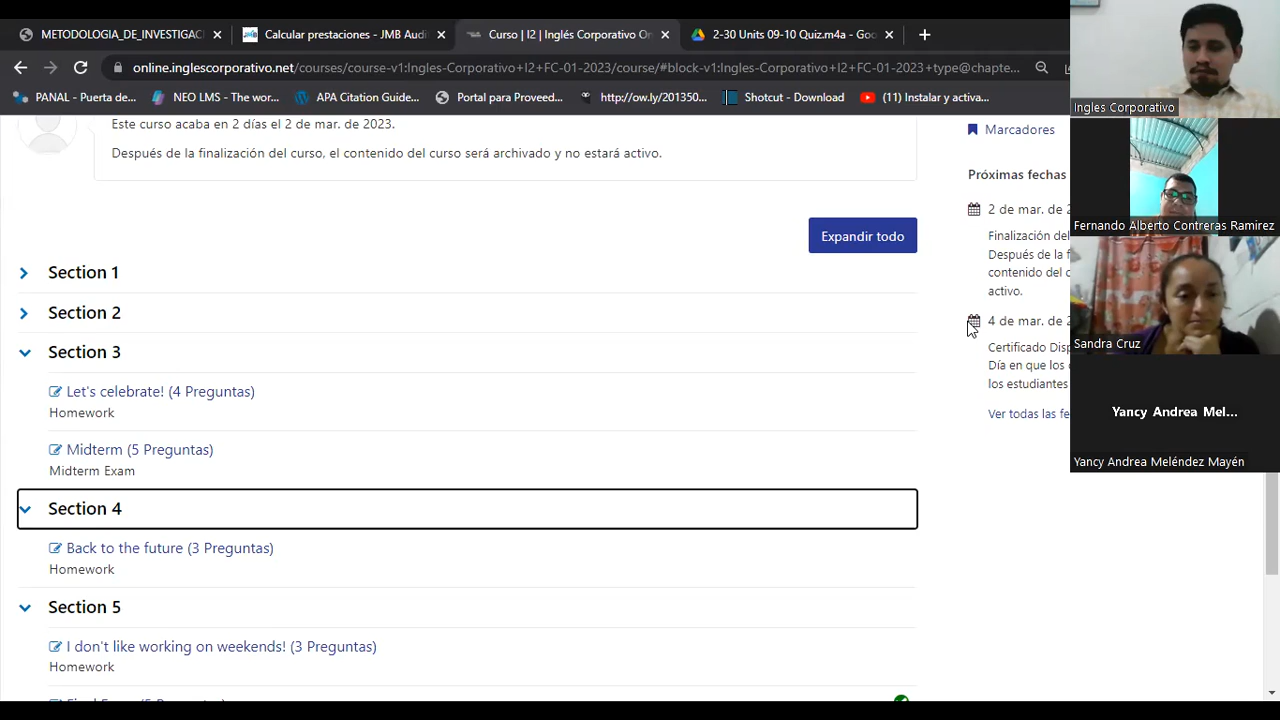 METODOLOGIA_DE_INVESTIGAC
Calcular prestaciones - JMB Audi
Curso | I2 | Inglés Corporativo On
2-30 Units 09-10 Quiz.m4a - Goo
online.inglescorporativo.net/courses/course-v1:Ingles-Corporativo+I2+FC-01-2023/course/#block-v1:Ingles-Corporativo+I2+FC-01-2023+type@chapte...
PANAL - Puerta de...
NEO LMS - The wor...
APA Citation Guide...
Portal para Proveed...
http://ow.ly/201350...
Shotcut - Download
(11) Instalar y activa...
Este curso acaba en 2 días el 2 de mar. de 2023.
Después de la finalización del curso, el contenido del curso será archivado y no estará activo.
Expandir todo
Section 1
Section 2
Section 3
Let's celebrate! (4 Preguntas)
Homework
Midterm (5 Preguntas)
Midterm Exam
Section 4
Back to the future (3 Preguntas)
Homework
Section 5
I don't like working on weekends! (3 Preguntas)
Homework
Marcadores
Próximas fechas
2 de mar. de 2
Finalización del
Después de la f
contenido del c
activo.
4 de mar. de 2
Certificado Disp
Día en que los
los estudiantes
Ver todas las fe
Ingles Corporativo
Fernando Alberto Contreras Ramirez
Sandra Cruz
Yancy Andrea Mel...
Yancy Andrea Meléndez Mayén